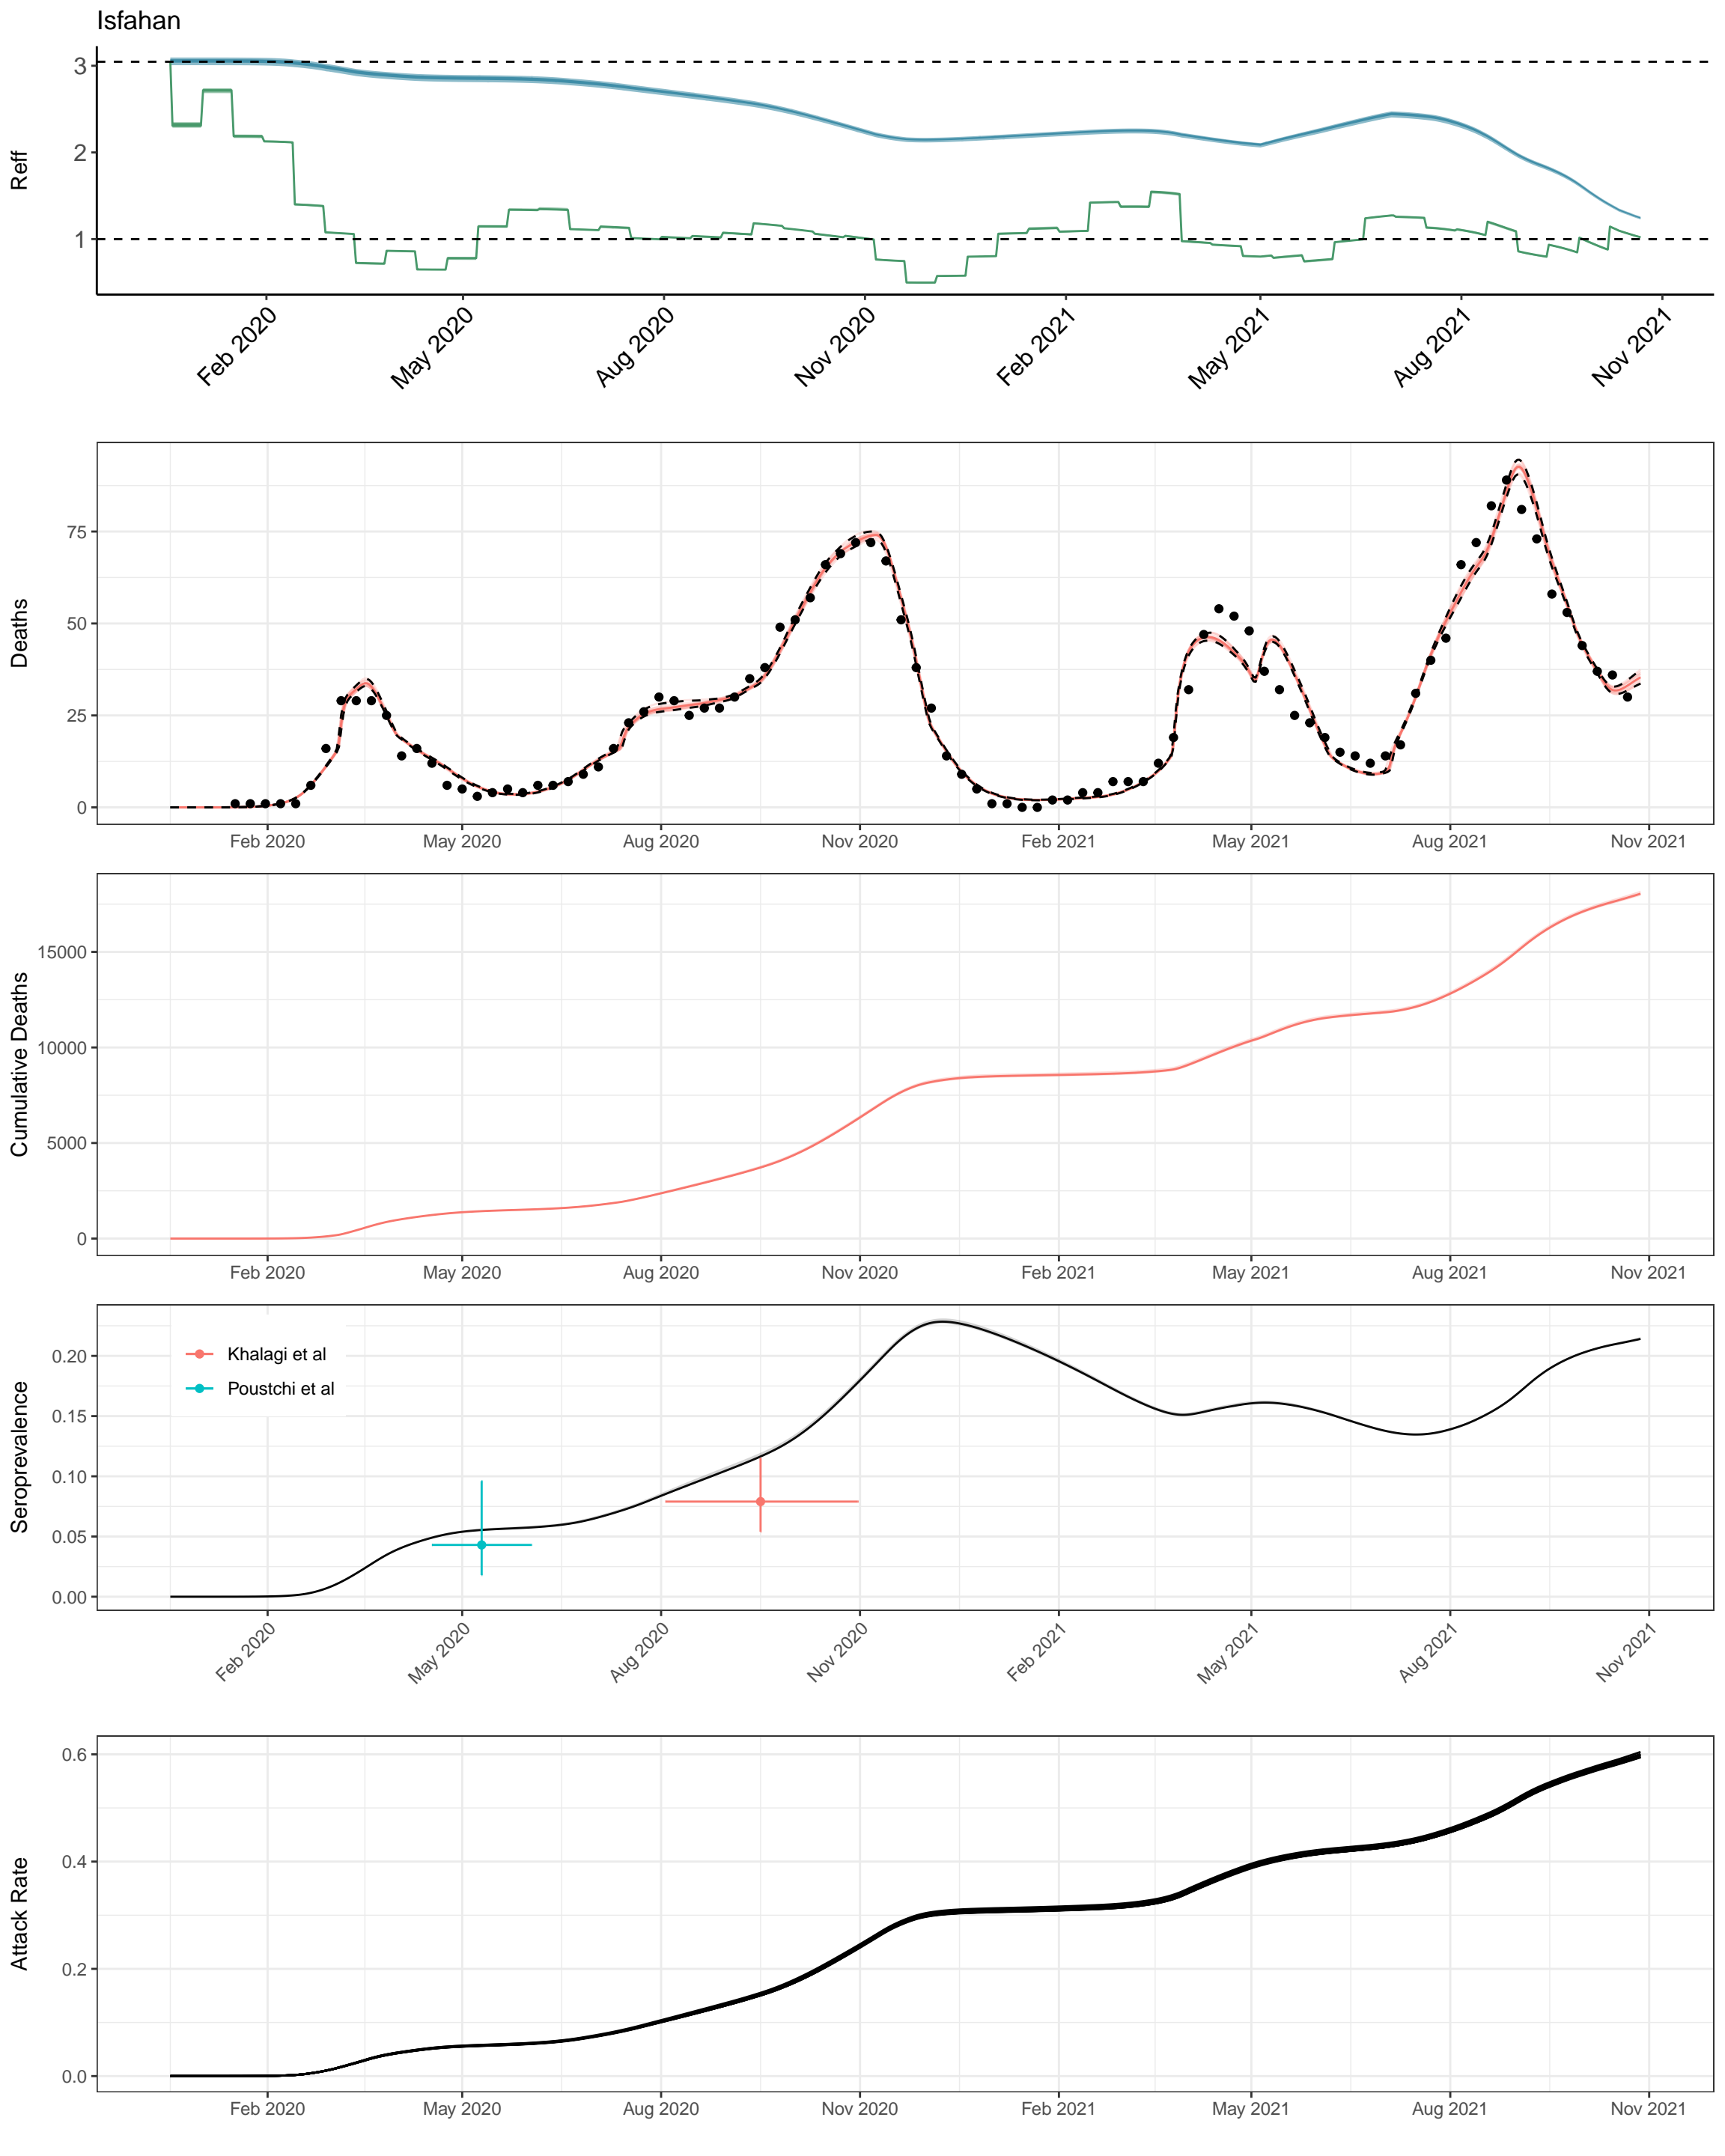 Isfahan
Reff
3
2
1
Feb 2020
May 2020
Aug 2020
Nov 2020
Feb 2021
May 2021
Aug 2021
Nov 2021
Deaths
75
50
25
0
Feb 2020
May 2020
Aug 2020
Nov 2020
Feb 2021
May 2021
Aug 2021
Nov 2021
Cumulative Deaths
15000
10000
5000
0
Feb 2020
May 2020
Aug 2020
Nov 2020
Feb 2021
May 2021
Aug 2021
Nov 2021
Seroprevalence
0.20
0.15
0.10
0.05
0.00
Khalagi et al
Poustchi et al
Feb 2020
May 2020
Aug 2020
Nov 2020
Feb 2021
May 2021
Aug 2021
Nov 2021
Attack Rate
0.6
0.4
0.2
0.0
Feb 2020
May 2020
Aug 2020
Nov 2020
Feb 2021
May 2021
Aug 2021
Nov 2021